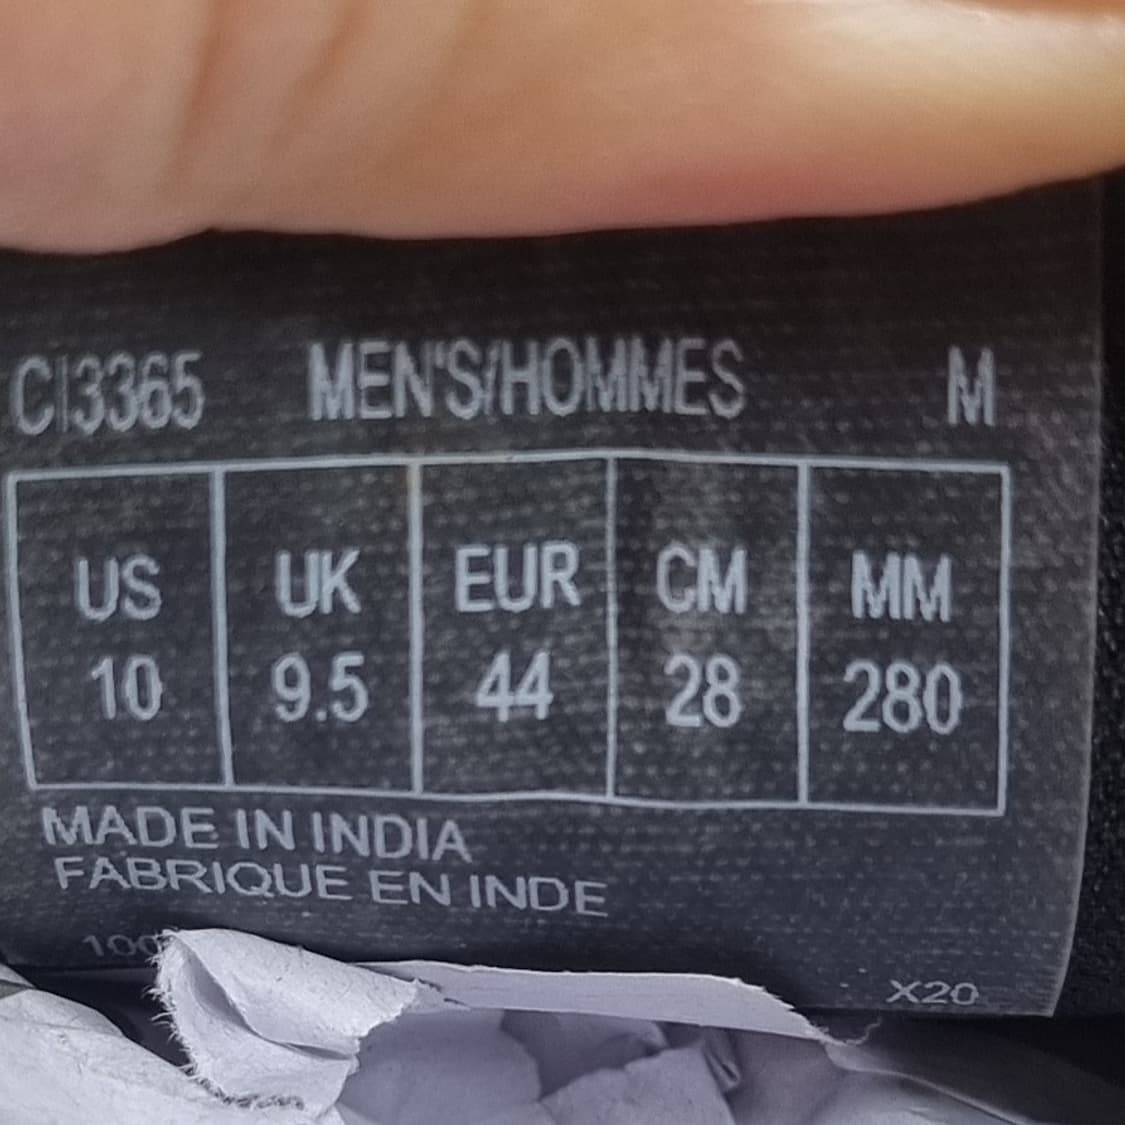 CI3365 MEN'S/HOMMES M
US UK EUR CM MM
10 9.5 44 28 280
MADE IN INDIA
FABRIQUE EN INDE
X20